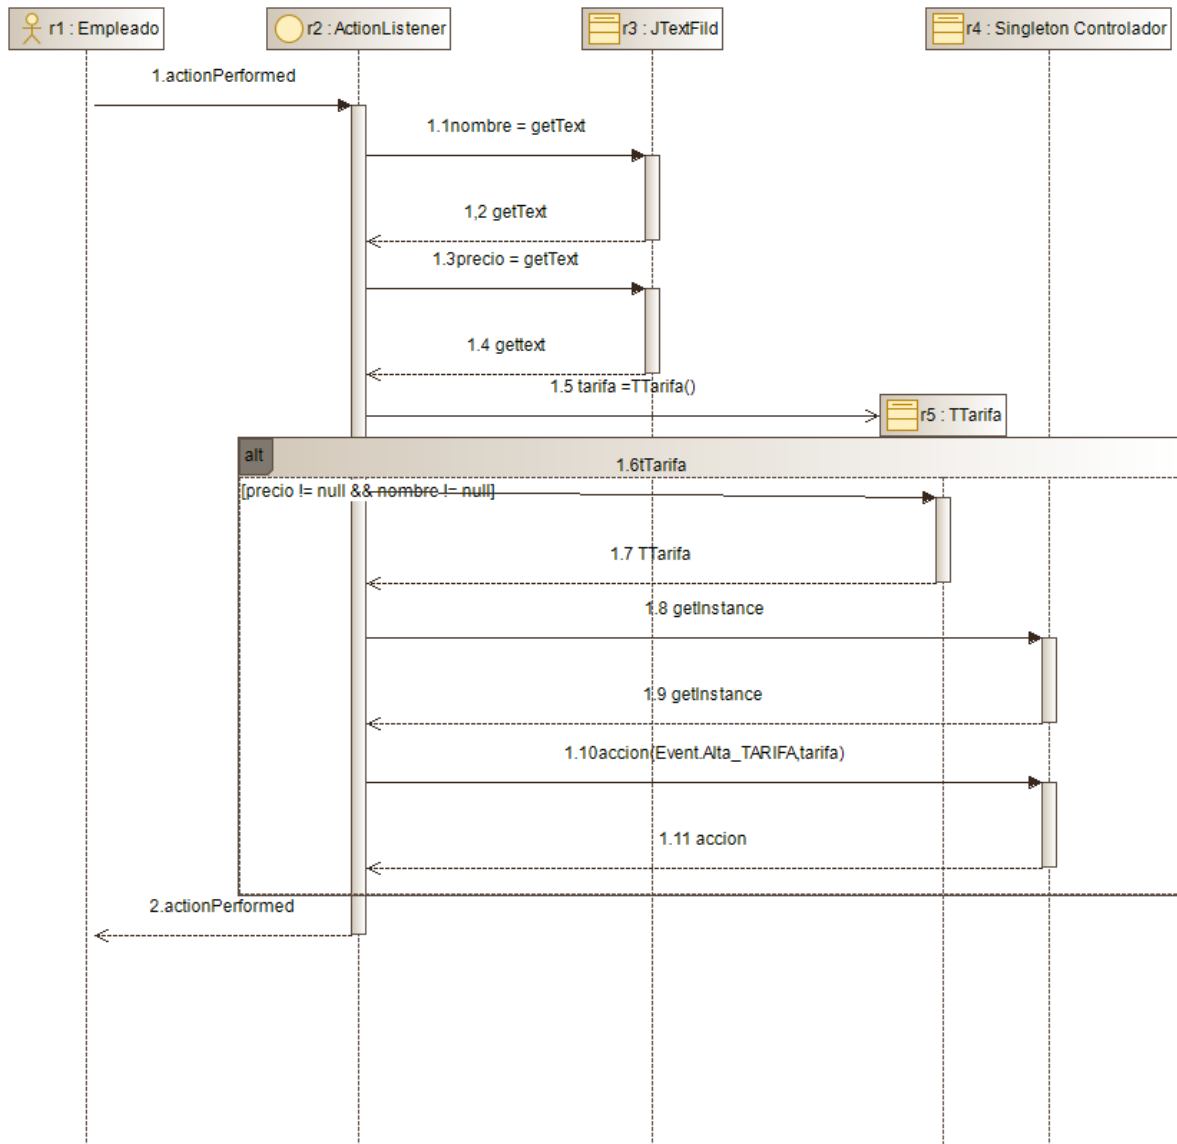 r1 : Empleado
r2 : ActionListener
r3 : JTextFild
r4 : Singleton Controlador
1.actionPerformed
1.1nombre = getText
1,2 getText
1.3precio = getText
1.4 gettext
1.5 tarifa =TTarifa()
r5 : TTarifa
alt
1.6tTarifa
[precio != null && nombre != null]
1.7 TTarifa
1.8 getInstance
1.9 getInstance
1.10accion(Event.Alta_TARIFA,tarifa)
1.11 accion
2.actionPerformed